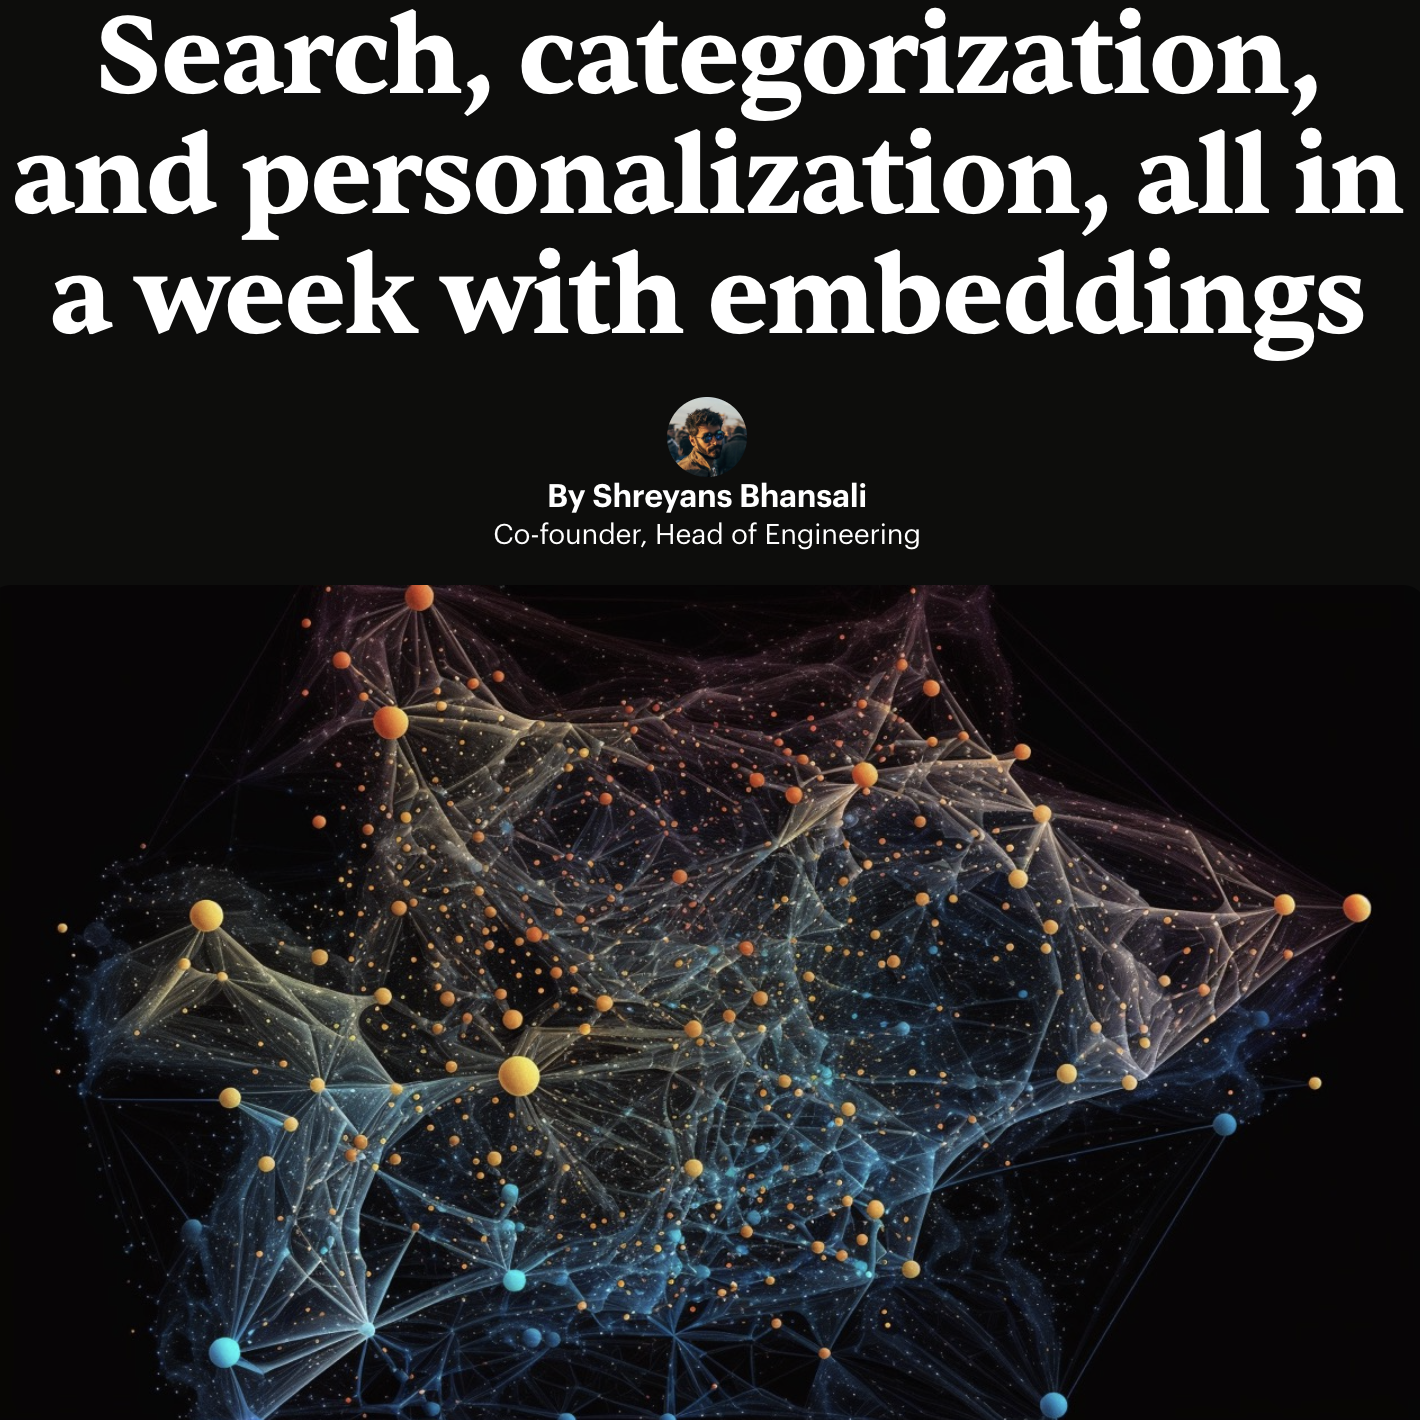 Search, categorization,
and personalization, all in
a week with embeddings
By Shreyans Bhansali
Co-founder, Head of Engineering